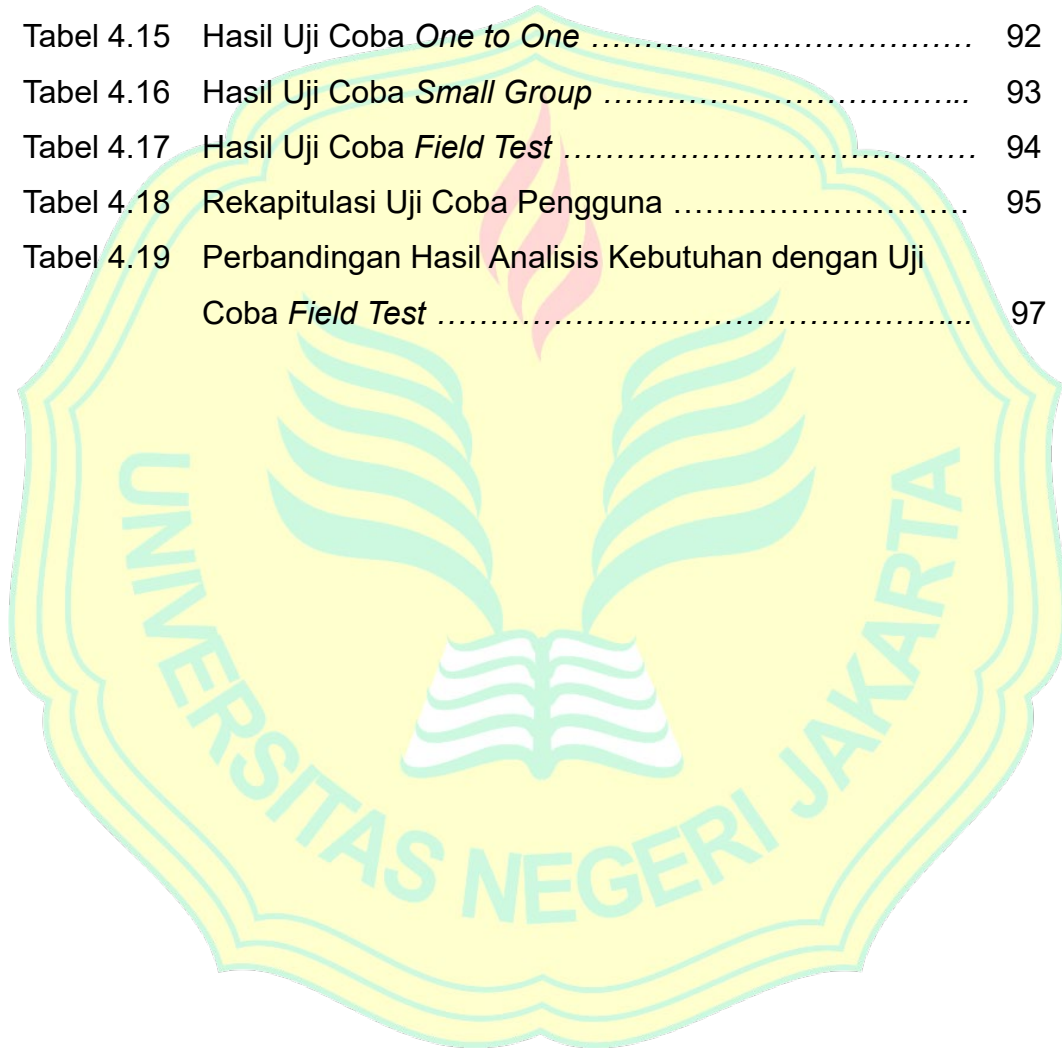 Tabel 4.15 Hasil Uji Coba One to One ……………………………… 92
Tabel 4.16 Hasil Uji Coba Small Group …………………………….. 93
Tabel 4.17 Hasil Uji Coba Field Test ………………………………… 94
Tabel 4.18 Rekapitulasi Uji Coba Pengguna ………………………. 95
Tabel 4.19 Perbandingan Hasil Analisis Kebutuhan dengan Uji
Coba Field Test …………………………………………... 97
UNIVERSITAS NEGERI JAKARTA